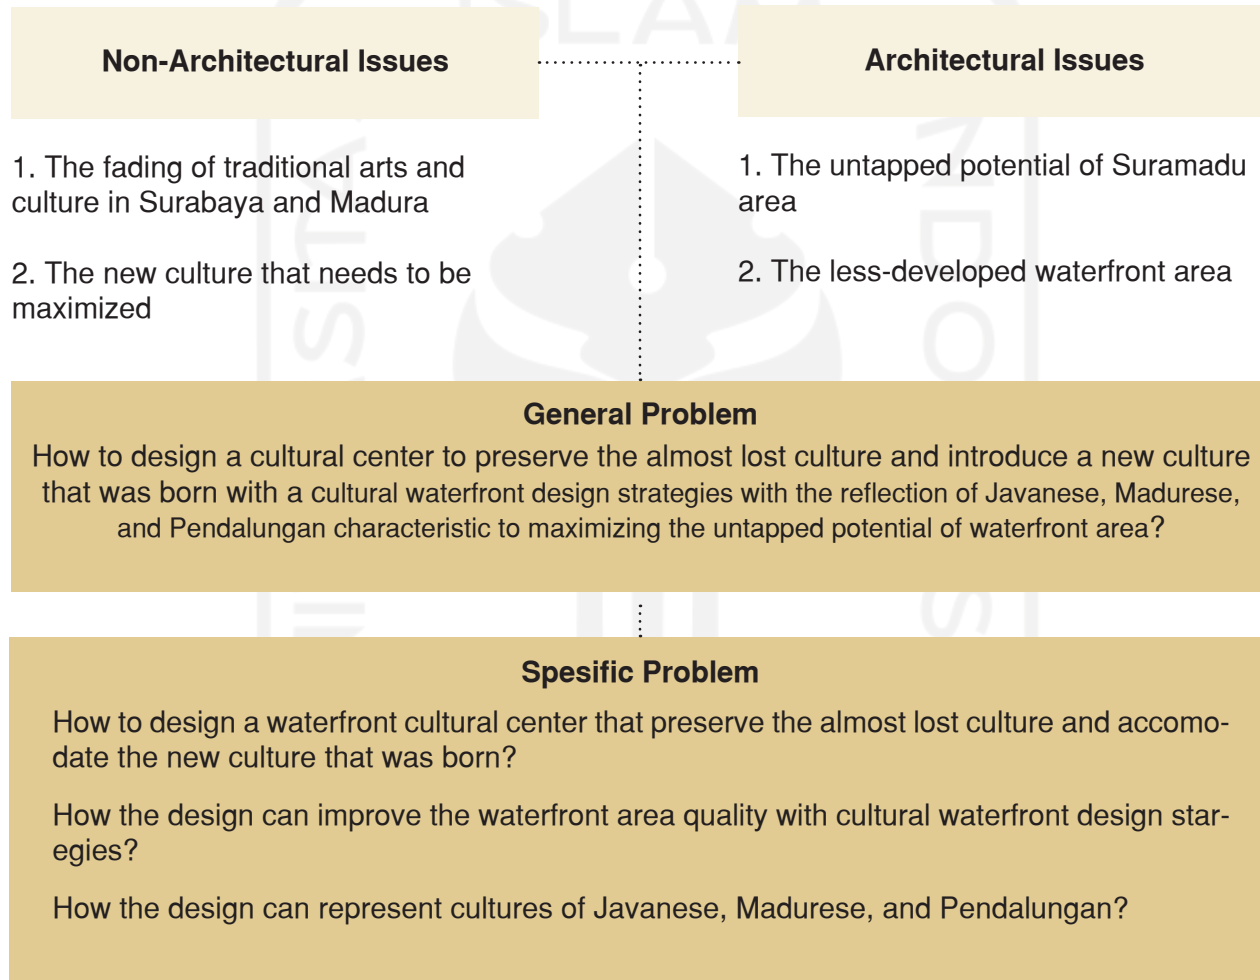 Non-Architectural Issues
Architectural Issues
1. The fading of traditional arts and
culture in Surabaya and Madura
2. The new culture that needs to be
maximized
1. The untapped potential of Suramadu
area
2. The less-developed waterfront area
General Problem
How to design a cultural center to preserve the almost lost culture and introduce a new culture
that was born with a cultural waterfront design strategies with the reflection of Javanese, Madurese,
and Pendalungan characteristic to maximizing the untapped potential of waterfront area?
Spesific Problem
How to design a waterfront cultural center that preserve the almost lost culture and accomo-
date the new culture that was born?
How the design can improve the waterfront area quality with cultural waterfront design star-
egies?
How the design can represent cultures of Javanese, Madurese, and Pendalungan?